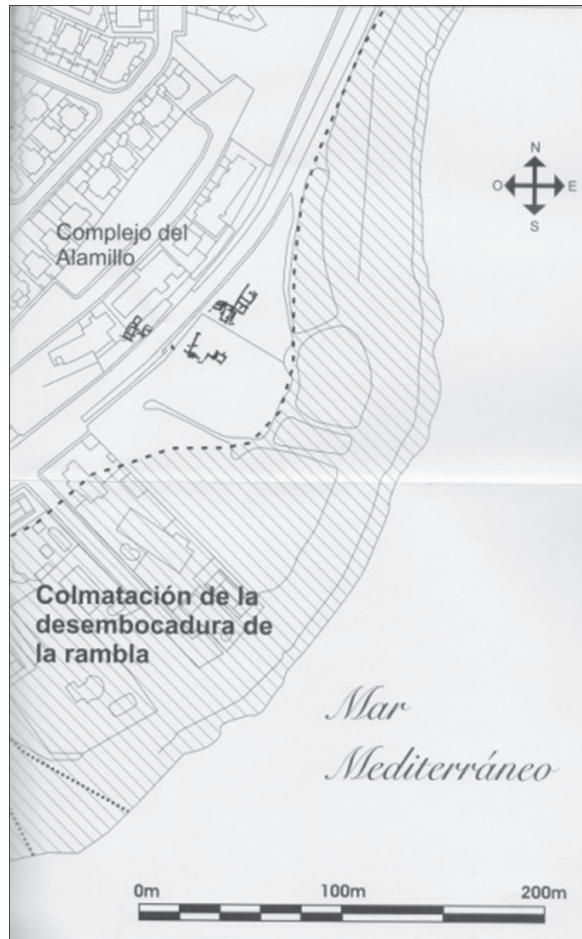 N
O E
S
Complejo del
Alamillo
Colmatación de la
desembocadura de
la rambla
Mar
Mediterráneo
0m 100m 200m